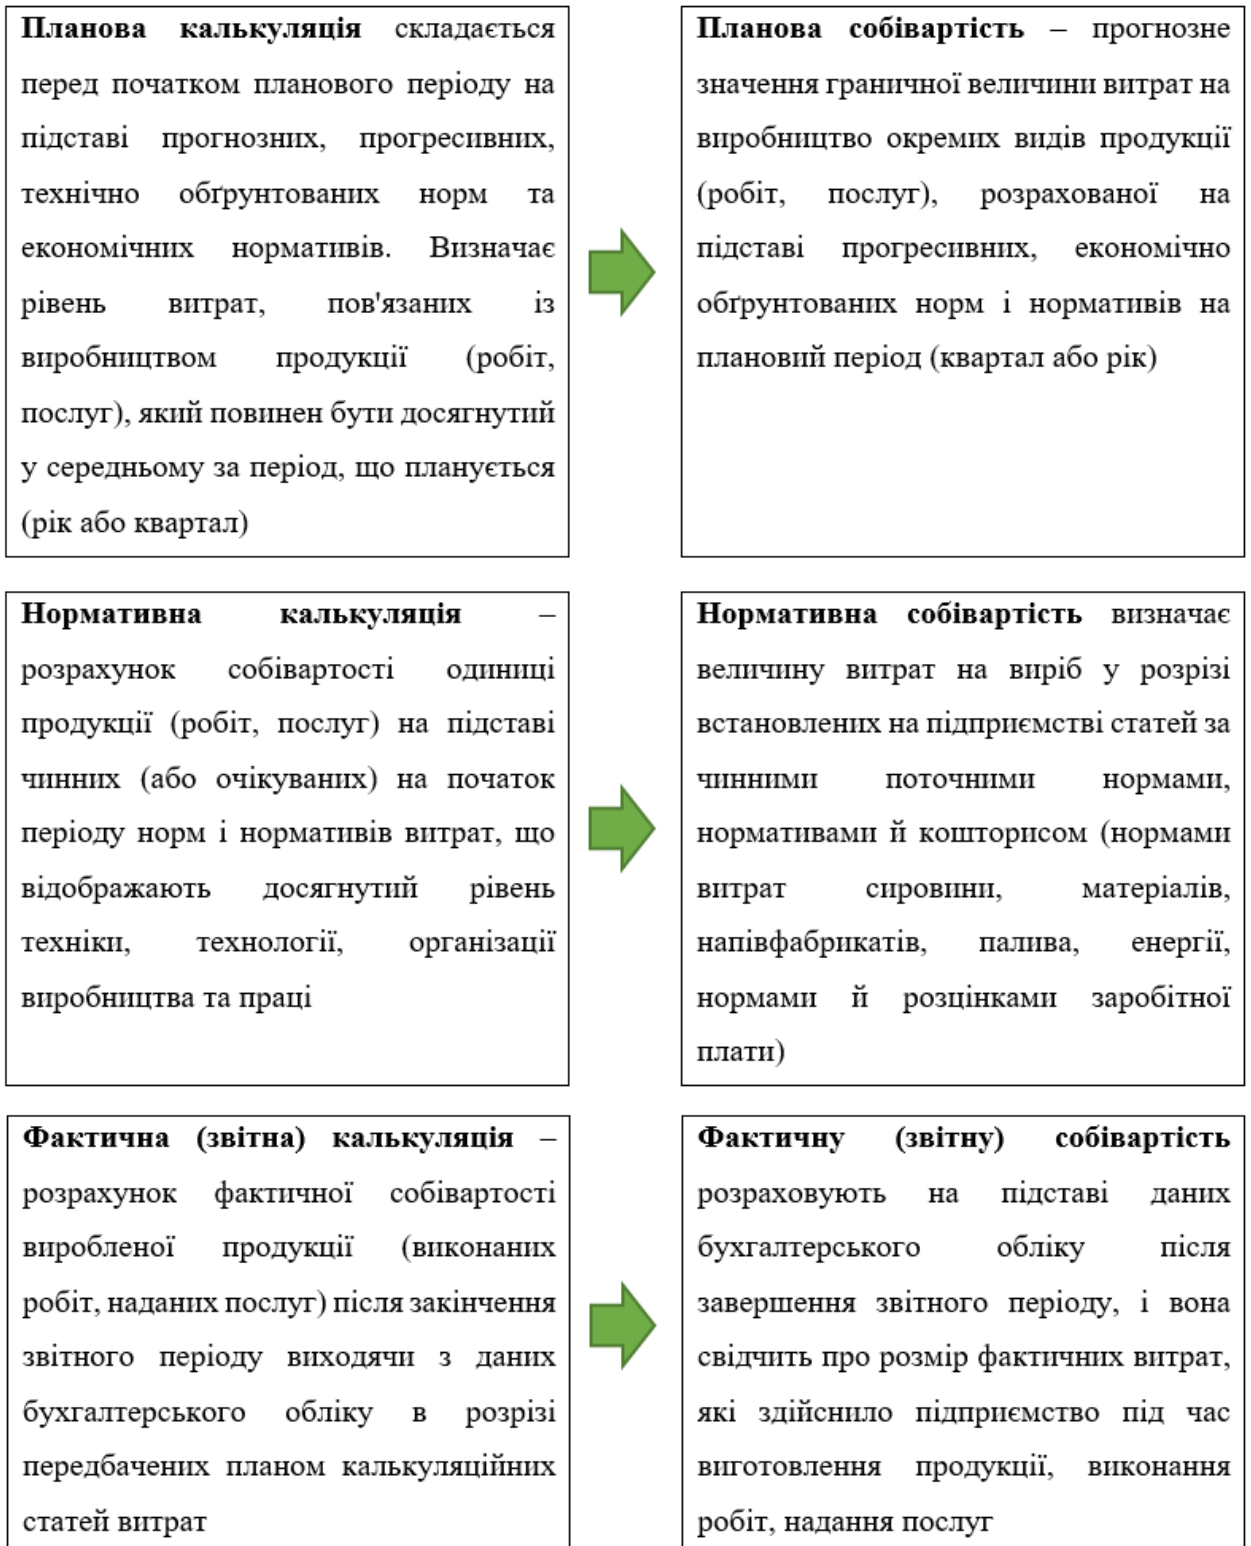 Планова калькуляція складається
перед початком планового періоду на
підставі прогнозних, прогресивних,
технічно обґрунтованих норм та
економічних нормативів. Визначає
рівень витрат, пов'язаних із
виробництвом продукції (робіт,
послуг), який повинен бути досягнутий
у середньому за період, що планується
(рік або квартал)
Планова собівартість – прогнозне
значення граничної величини витрат на
виробництво окремих видів продукції
(робіт, послуг), розрахованої на
підставі прогресивних, економічно
обґрунтованих норм і нормативів на
плановий період (квартал або рік)
Нормативна калькуляція –
розрахунок собівартості одиниці
продукції (робіт, послуг) на підставі
чинних (або очікуваних) на початок
періоду норм і нормативів витрат, що
відображають досягнутий рівень
техніки, технології, організації
виробництва та праці
Нормативна собівартість визначає
величину витрат на виріб у розрізі
встановлених на підприємстві статей за
чинними поточними нормами,
нормативами й кошторисом (нормами
витрат сировини, матеріалів,
напівфабрикатів, палива, енергії,
нормами й розцінками заробітної
плати)
Фактична (звітна) калькуляція –
розрахунок фактичної собівартості
виробленої продукції (виконаних
робіт, наданих послуг) після закінчення
звітного періоду виходячи з даних
бухгалтерського обліку в розрізі
передбачених планом калькуляційних
статей витрат
Фактичну (звітну) собівартість
розраховують на підставі даних
бухгалтерського обліку після
завершення звітного періоду, і вона
свідчить про розмір фактичних витрат,
які здійснило підприємство під час
виготовлення продукції, виконання
робіт, надання послуг